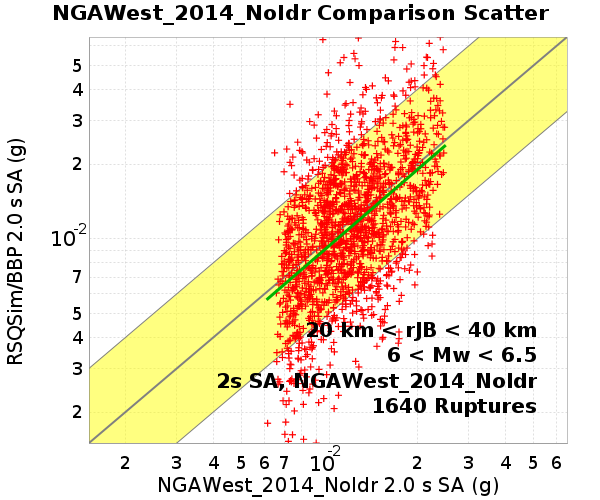 NGAWest_2014_NoIdr Comparison Scatter
RSQSim/BBP 2.0 s SA (g)
5
4
3
2
10-2
7
5
4
3
2
20 km < rJB < 40 km
6 < Mw < 6.5
2s SA, NGAWest_2014_NoIdr
1640 Ruptures
2 3 4 5 6 7 10-2 2 3 4 5 6
NGAWest_2014_NoIdr 2.0 s SA (g)